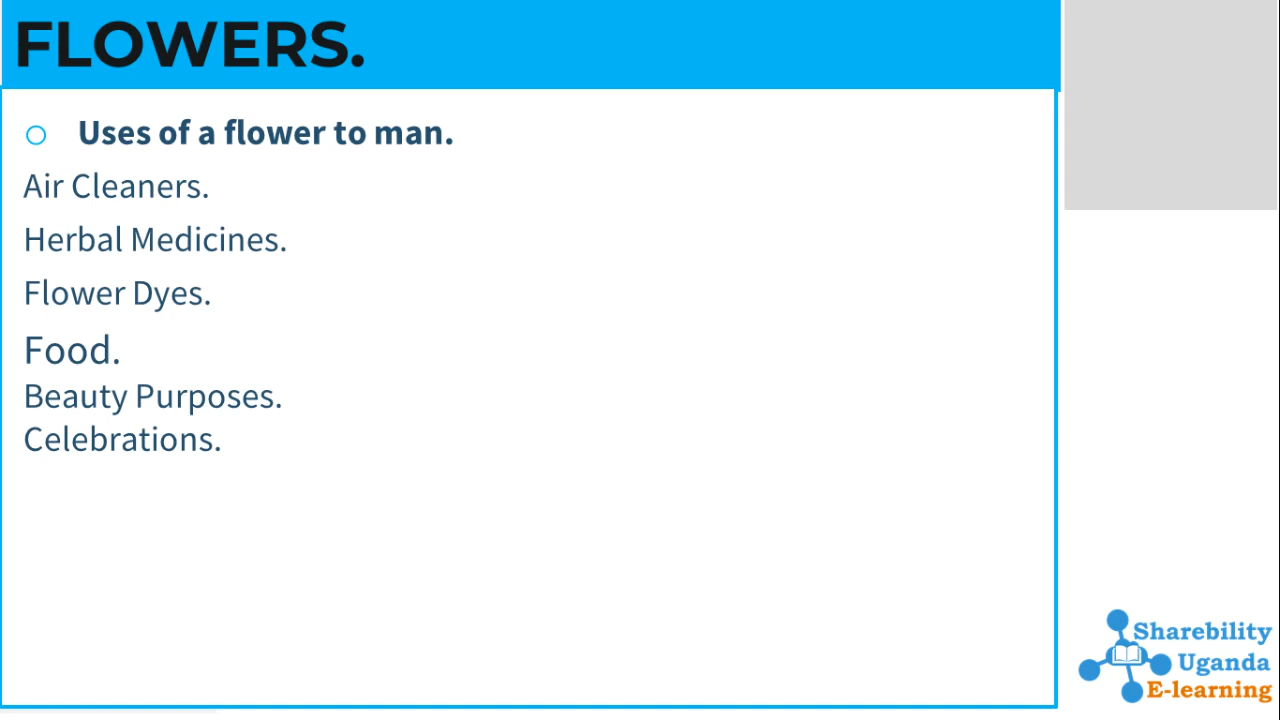 FLOWERS.
Uses of a flower to man.
Air Cleaners.
Herbal Medicines.
Flower Dyes.
Food.
Beauty Purposes.
Celebrations.
Sharebility
Uganda
E-learning